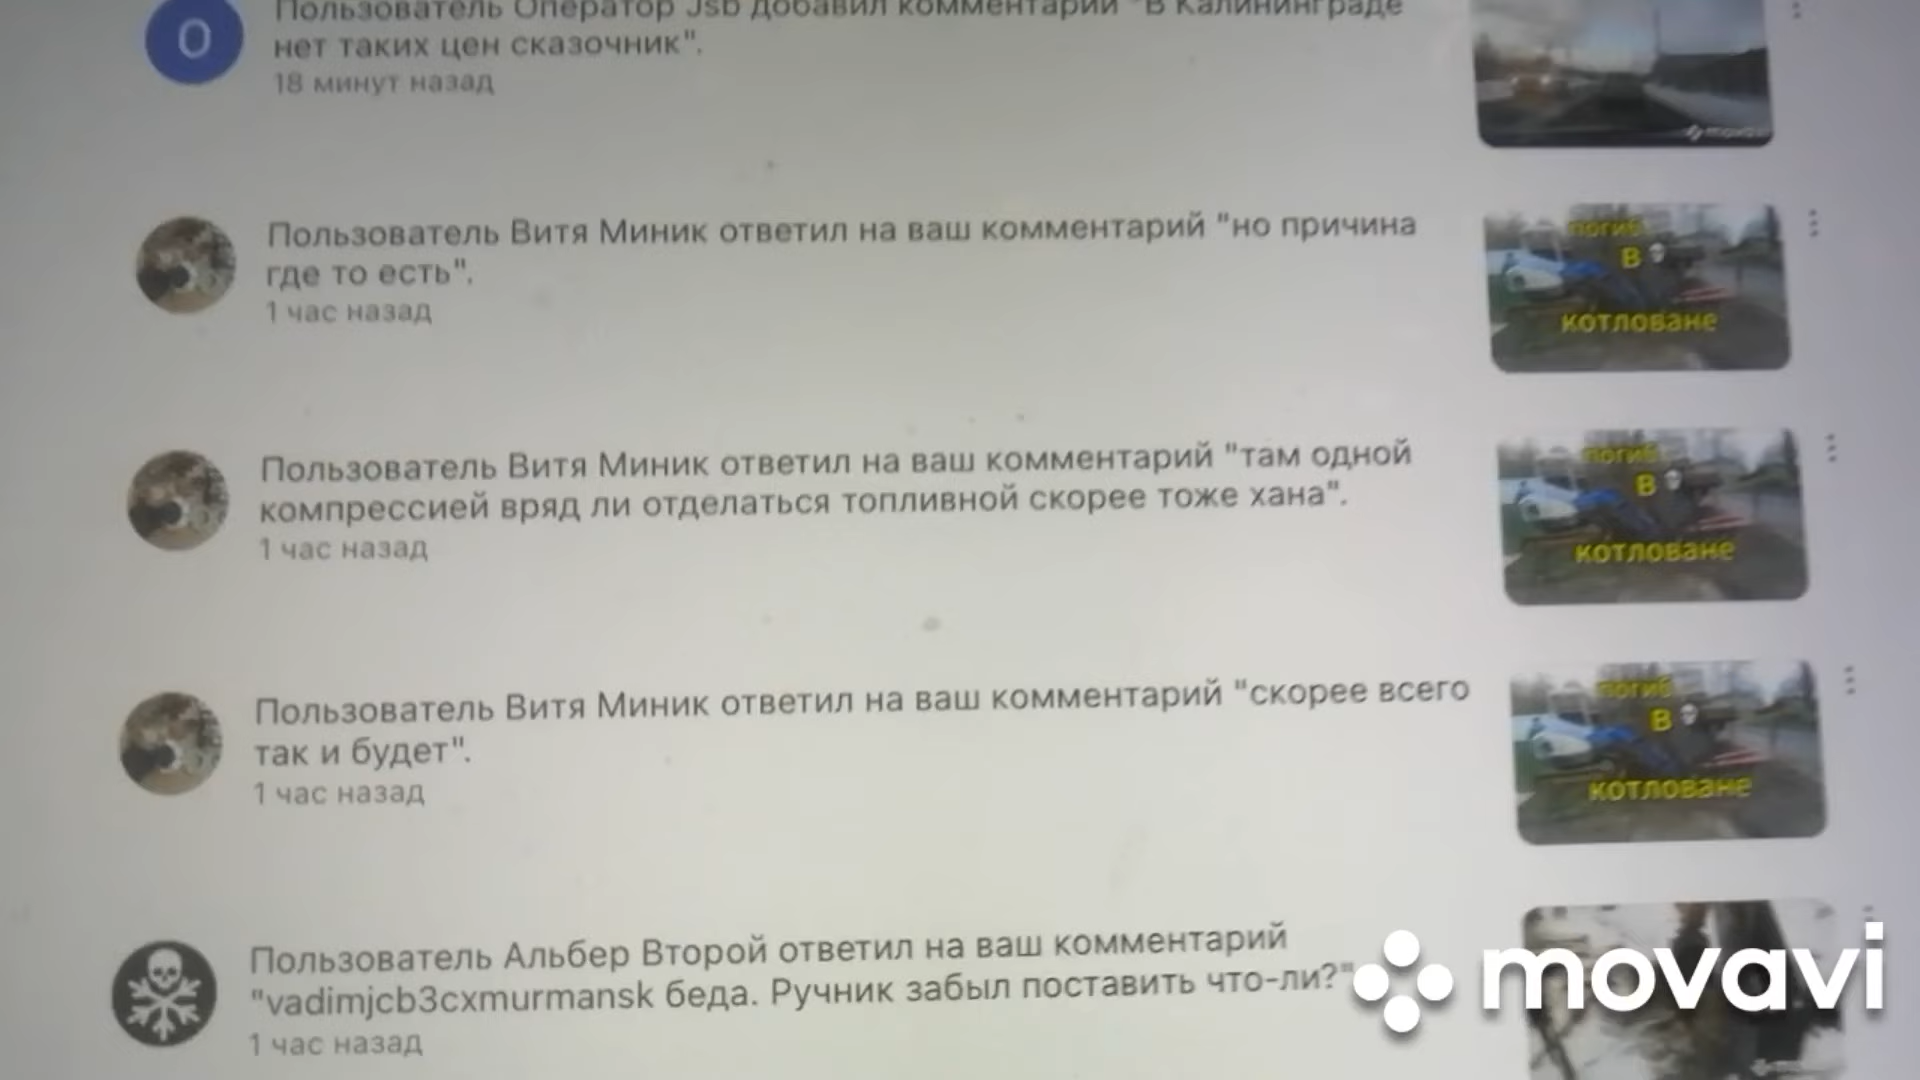 Пользователь Оператор Jsb добавил комментарий "В Калининграде
нет таких цен сказочник".
18 минут назад
O
movavi
Пользователь Витя Миник ответил на ваш комментарий "но причина
где то есть".
1 час назад
погиб
В
котловане
Пользователь Витя Миник ответил на ваш комментарий "там одной
компрессией вряд ли отделаться топливной скорее тоже хана".
1 час назад
погиб
В
котловане
Пользователь Витя Миник ответил на ваш комментарий "скорее всего
так и будет".
1 час назад
погиб
В
котловане
Пользователь Альбер Второй ответил на ваш комментарий
"vadimjcb3cxmurmansk беда. Ручник забыл поставить что-ли?"
1 час назад
movavi